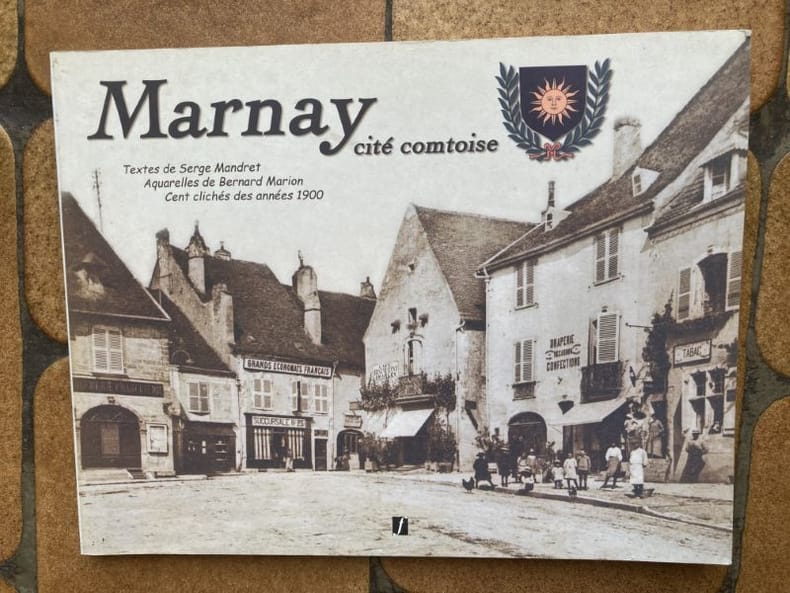 Marnay
cité comtoise
Textes de Serge Mandret
Aquarelles de Bernard Marion
Cent clichés des années 1900
GRANDS ECONOMATS FRANÇAIS
SUCCURSALE
DRAPERIE
CONFECTIONS
TABAC
f